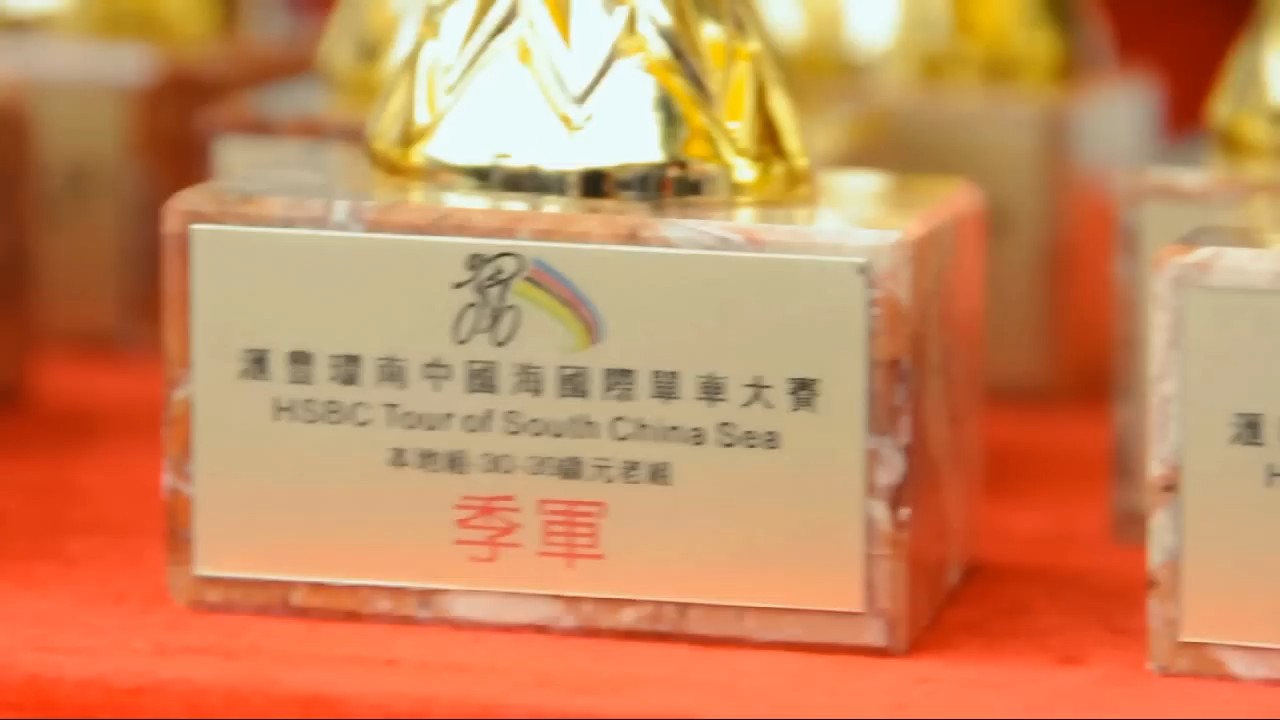 滙豐環南中國海國際單車大賽
HSBC Tour of South China Sea
本地組 30-39歲元老組
季軍
滙
H